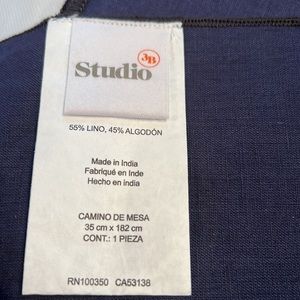 3B
Studio
55% LINO, 45% ALGODÓN
Made in India
Fabriqué en Inde
Hecho en india
CAMINO DE MESA
35 cm x 182 cm
CONT.: 1 PIEZA
RN100350 CA53138